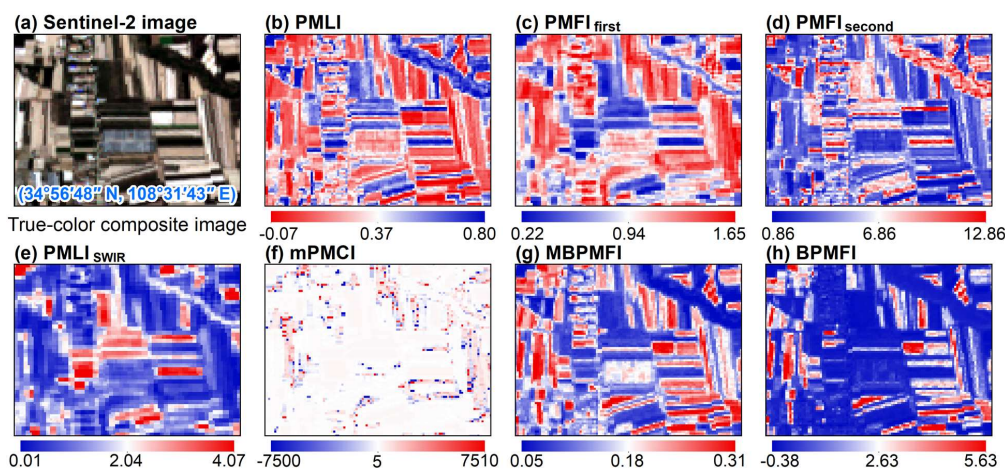 (a) Sentinel-2 image
(b) PMLI
(c) PMFI first
(d) PMFI second
(34°56′48″ N, 108°31′43″ E)
True-color composite image
-0.07 0.37 0.80
0.22 0.94 1.65
0.86 6.86 12.86
(e) PMLI SWIR
(f) mPMCI
(g) MBPMFI
(h) BPMFI
0.01 2.04 4.07
-7500 5 7510
0.05 0.18 0.31
-0.38 2.63 5.63